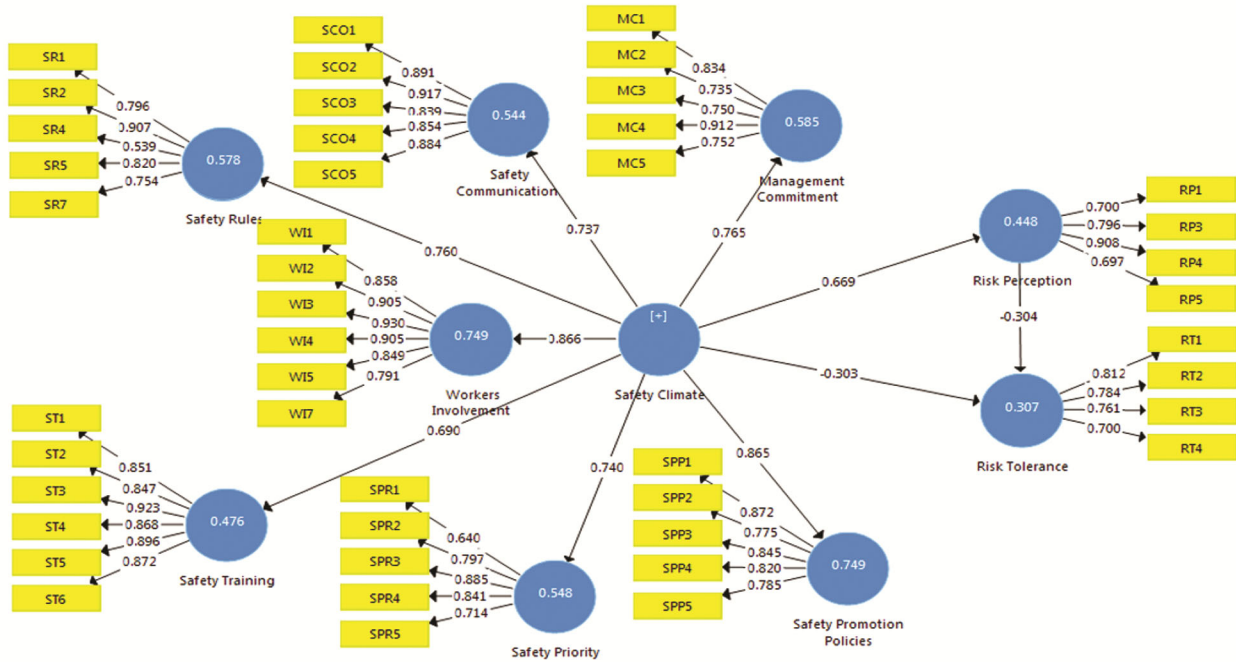 SCO1
SCO2
SCO3
SCO4
SCO5
0.891
0.917
0.839
0.854
0.884
0.544
Safety
Communication
MC1
MC2
MC3
MC4
MC5
0.834
0.735
0.750
0.912
0.752
0.585
Management
Commitment
SR1
SR2
SR4
SR5
SR7
0.796
0.907
0.539
0.820
0.754
0.578
Safety Rules
RP1
RP3
RP4
RP5
0.700
0.796
0.908
0.697
0.448
Risk Perception
0.760
0.737
0.765
0.669
WI1
WI2
WI3
WI4
WI5
WI7
0.858
0.905
0.930
0.905
0.849
0.791
0.749
Workers
Involvement
0.866
[+]
Safety Climate
-0.304
-0.303
RT1
RT2
RT3
RT4
0.812
0.784
0.761
0.700
0.307
Risk Tolerance
0.690
0.740
0.865
ST1
ST2
ST3
ST4
ST5
ST6
0.851
0.847
0.923
0.868
0.896
0.872
0.476
Safety Training
SPR1
SPR2
SPR3
SPR4
SPR5
0.640
0.797
0.885
0.841
0.714
0.548
Safety Priority
SPP1
SPP2
SPP3
SPP4
SPP5
0.872
0.775
0.845
0.820
0.785
0.749
Safety Promotion
Policies